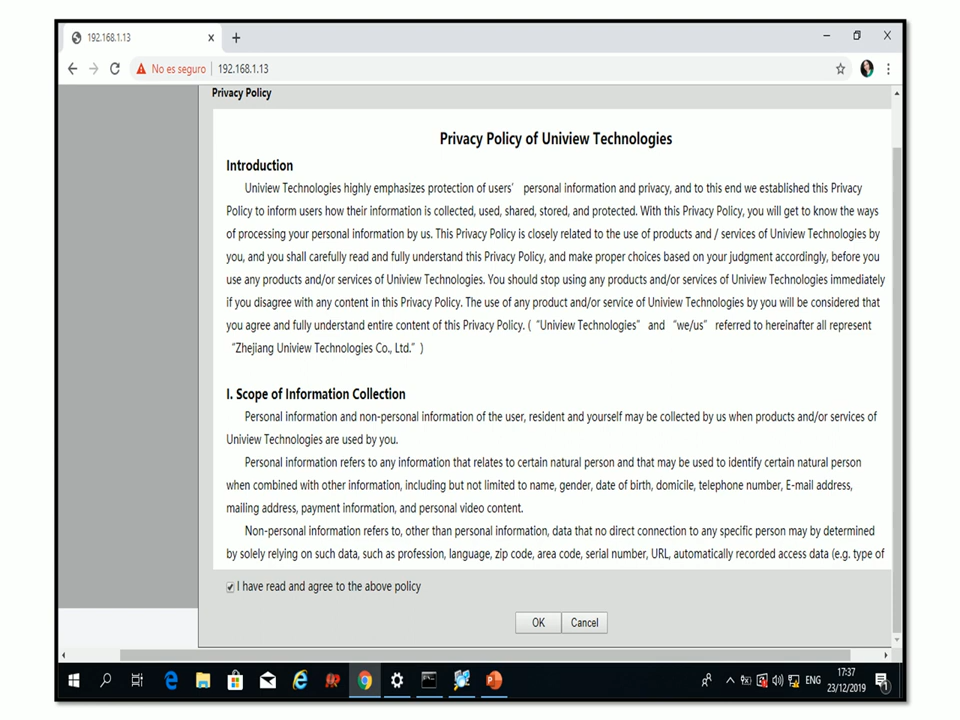 192.168.1.13
No es seguro 192.168.1.13
Privacy Policy
Privacy Policy of Uniview Technologies
Introduction
Uniview Technologies highly emphasizes protection of users' personal information and privacy, and to this end we established this Privacy
Policy to inform users how their information is collected, used, shared, stored, and protected. With this Privacy Policy, you will get to know the ways
of processing your personal information by us. This Privacy Policy is closely related to the use of products and / services of Uniview Technologies by
you, and you shall carefully read and fully understand this Privacy Policy, and make proper choices based on your judgment accordingly, before you
use any products and/or services of Uniview Technologies. You should stop using any products and/or services of Uniview Technologies immediately
if you disagree with any content in this Privacy Policy. The use of any product and/or service of Uniview Technologies by you will be considered that
you agree and fully understand entire content of this Privacy Policy. ( “Uniview Technologies” and “we/us” referred to hereinafter all represent
“Zhejiang Uniview Technologies Co., Ltd.” )
I. Scope of Information Collection
Personal information and non-personal information of the user, resident and yourself may be collected by us when products and/or services of
Uniview Technologies are used by you.
Personal information refers to any information that relates to certain natural person and that may be used to identify certain natural person
when combined with other information, including but not limited to name, gender, date of birth, domicile, telephone number, E-mail address,
mailing address, payment information, and personal video content.
Non-personal information refers to, other than personal information, data that no direct connection to any specific person may by determined
by solely relying on such data, such as profession, language, zip code, area code, serial number, URL, automatically recorded access data (e.g. type of
I have read and agree to the above policy
OK Cancel
ENG
17:37
23/12/2019
1